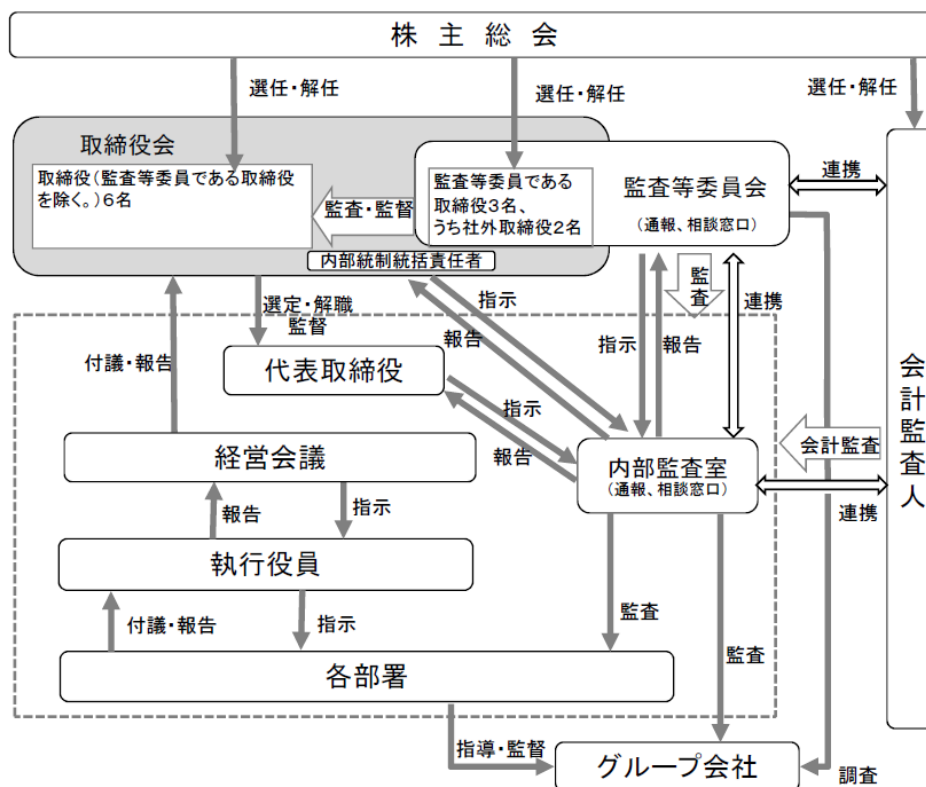 株主総会
選任・解任
選任・解任
選任・解任
取締役会
取締役（監査等委員である取締役
を除く。）６名
監査・監督
監査等委員である
取締役３名、
うち社外取締役２名
監査等委員会
（通報、相談窓口）
連携
内部統制統括責任者
選定・解職
監督
指示
報告
指示
報告
監査
連携
付議・報告
代表取締役
指示
報告
会計監査人
会計監査
経営会議
内部監査室
（通報、相談窓口）
連携
報告
指示
執行役員
付議・報告
指示
監査
監査
各部署
指導・監督
グループ会社
調査